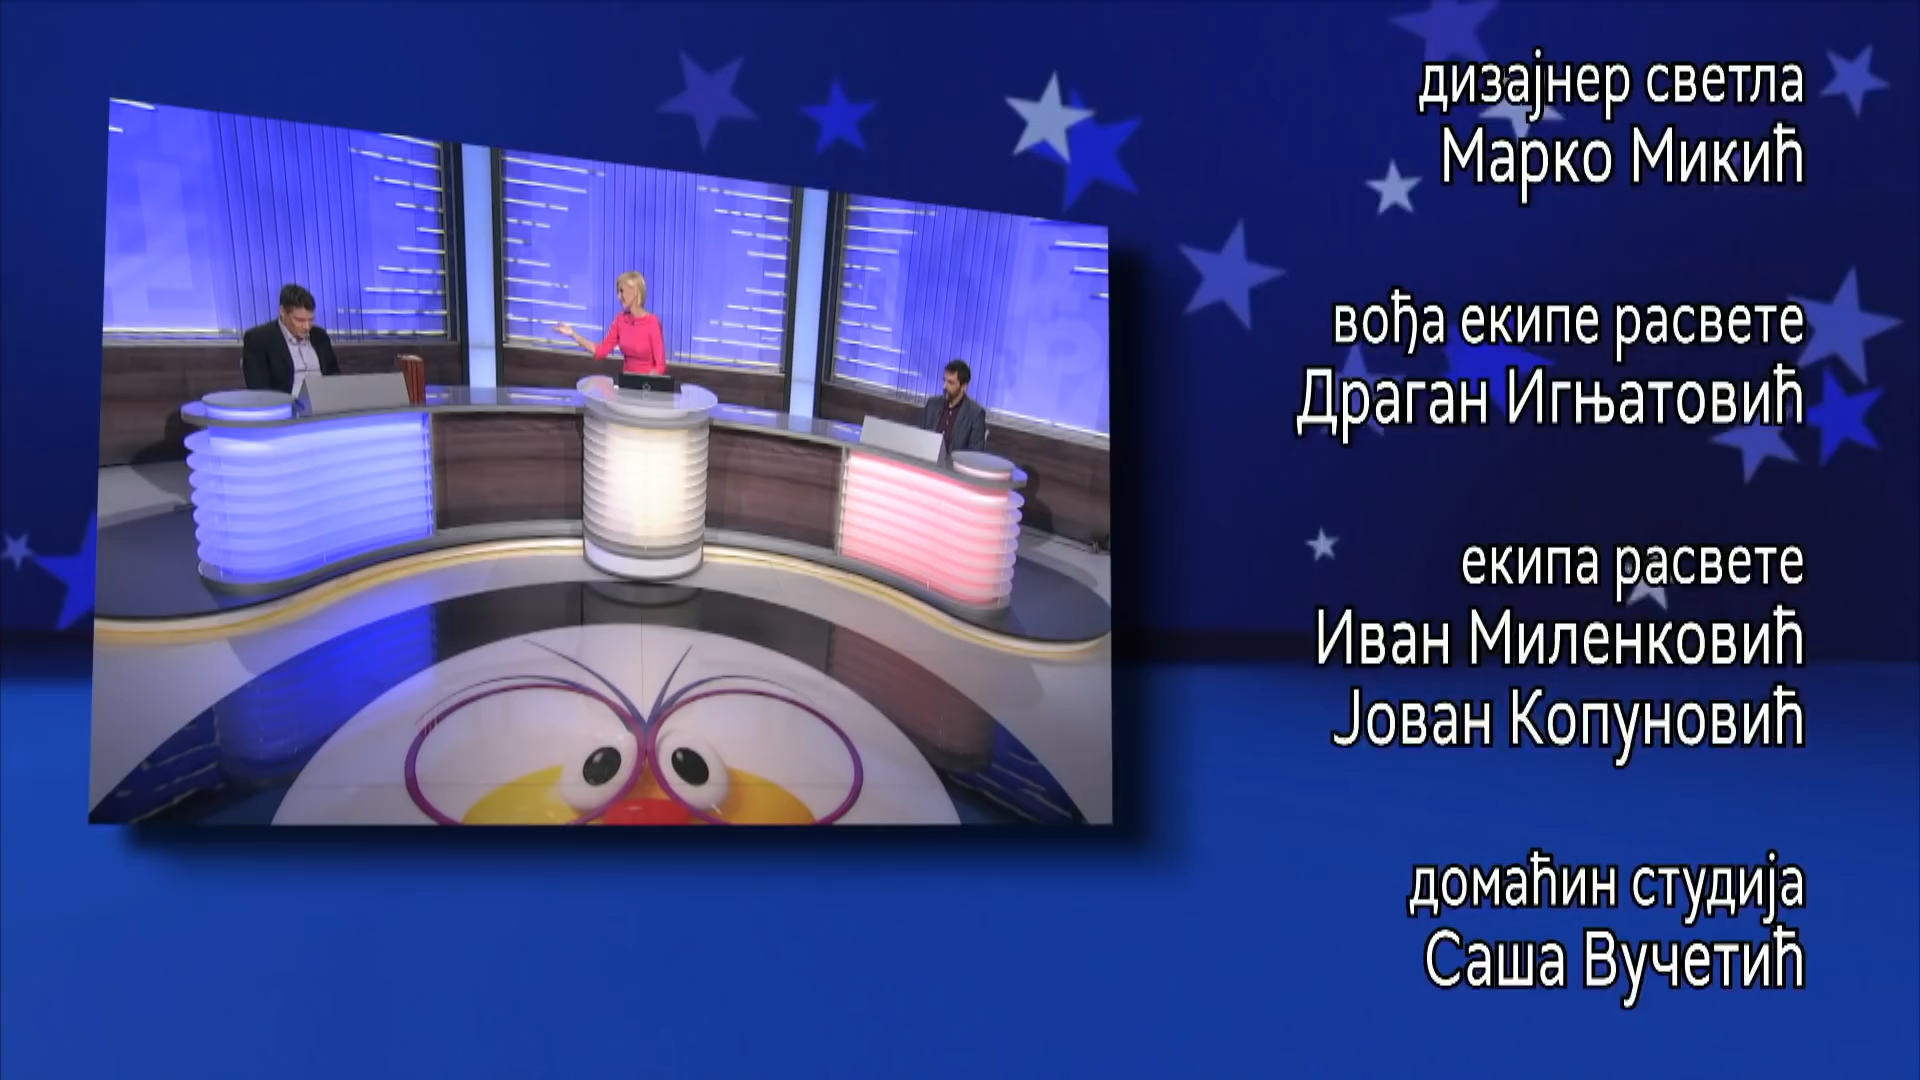 дизајнер светла
Марко Микић
вођа екипе расвете
Драган Игњатовић
екипа расвете
Иван Миленковић
Јован Копуновић
домаћин студија
Саша Вучетић